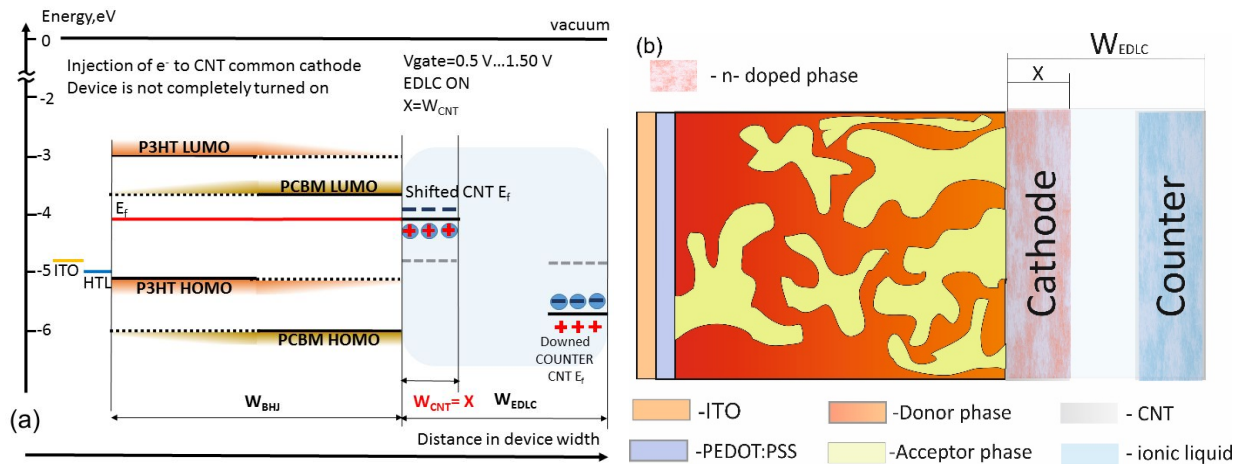 Energy,eV
vacuum
0
-2
-3
-4
-5
-6
Injection of e⁻ to CNT common cathode
Device is not completely turned on
Vgate=0.5 V...1.50 V
EDLC ON
X=W_CNT
P3HT LUMO
PCBM LUMO
Shifted CNT E_f
E_f
+ + +
ITO
HTL
P3HT HOMO
PCBM HOMO
− − −
+ + +
Downed
COUNTER
CNT E_f
W_BHJ
W_CNT= X
W_EDLC
(a)
Distance in device width
(b)
- n- doped phase
W_EDLC
X
Cathode
Counter
-ITO
-Donor phase
- CNT
-PEDOT:PSS
-Acceptor phase
- ionic liquid